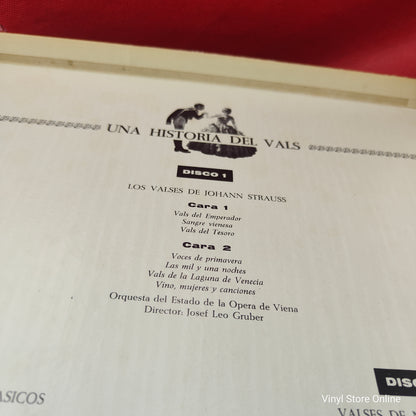 UNA HISTORIA DEL VALS
DISCO 1
LOS VALSES DE JOHANN STRAUSS
Cara 1
Vals del Emperador
Sangre vienesa
Vals del Tesoro
Cara 2
Voces de primavera
Las mil y una noches
Vals de la Laguna de Venecia
Vino, mujeres y canciones
Orquesta del Estado de la Opera de Viena
Director: Josef Leo Gruber
ASICOS
DISC
VALSES DE
Vinyl Store Online